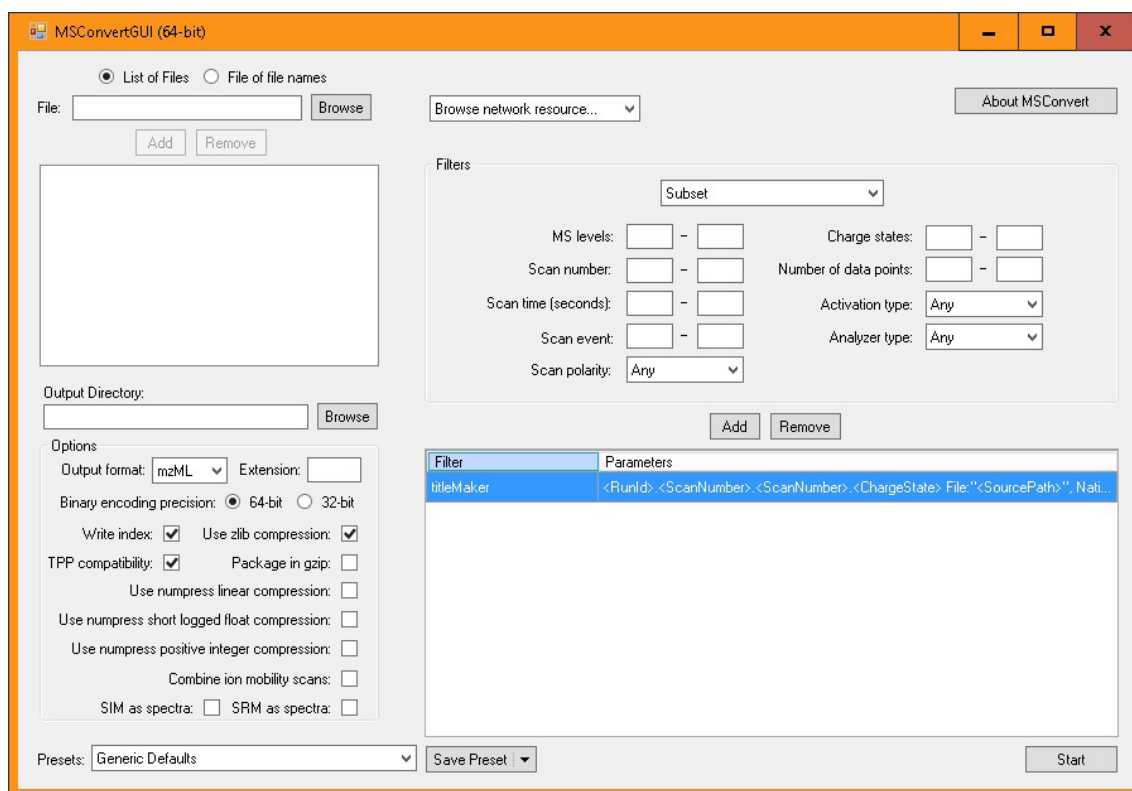 MSConvertGUI (64-bit)
List of Files File of file names
File: Browse
Add Remove
Browse network resource...
About MSConvert
Filters
Subset
MS levels: -
Charge states: -
Scan number: -
Number of data points: -
Scan time (seconds): -
Activation type: Any
Scan event: -
Analyzer type: Any
Scan polarity: Any
Add Remove
Output Directory:
Browse
Options
Output format: mzML Extension:
Binary encoding precision: 64-bit 32-bit
Write index: Use zlib compression:
TPP compatibility: Package in gzip:
Use numpress linear compression:
Use numpress short logged float compression:
Use numpress positive integer compression:
Combine ion mobility scans:
SIM as spectra: SRM as spectra:
Filter Parameters
titleMaker <RunId>.<ScanNumber>.<ScanNumber>.<ChargeState> File:"<SourcePath>", Nati...
Presets: Generic Defaults
Save Preset
Start